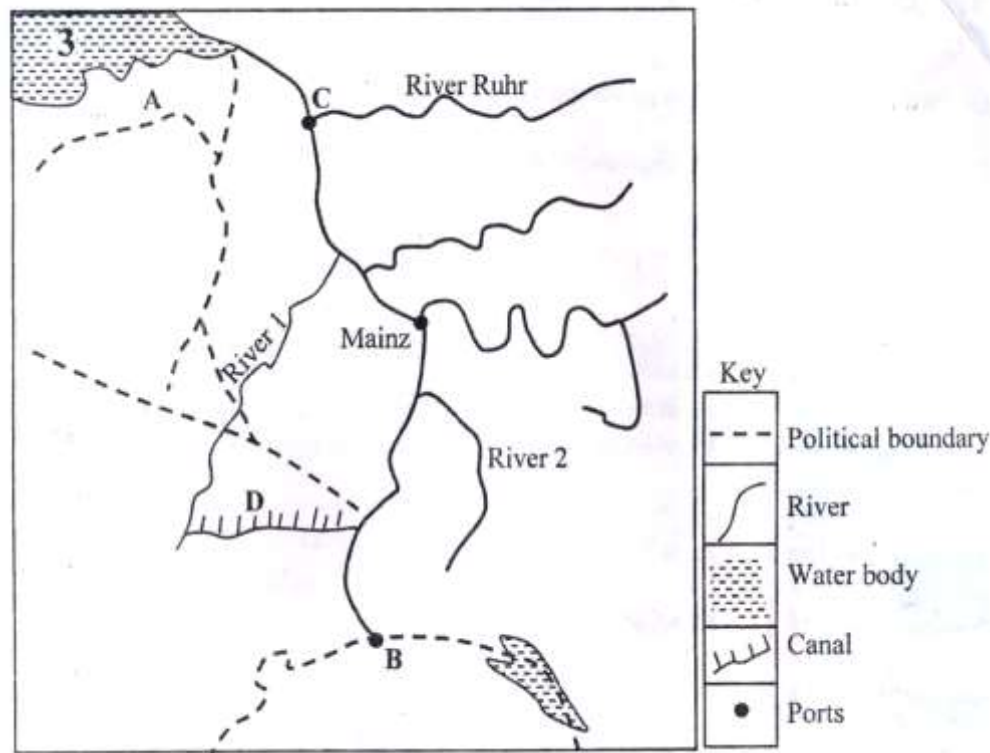 3
A
C
River Ruhr
River 1
Mainz
River 2
D
B
Key
Political boundary
River
Water body
Canal
Ports